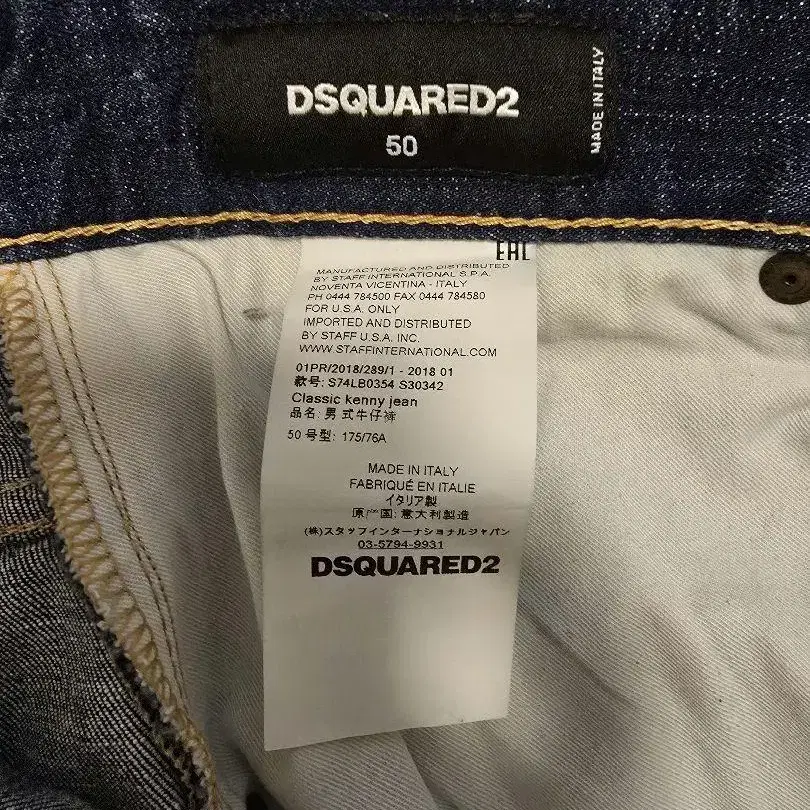 DSQUARED2
50
MADE IN ITALY
EAC
MANUFACTURED AND DISTRIBUTED
BY STAFF INTERNATIONAL S.P.A.
NOVENTA VICENTINA - ITALY
PH 0444 784500 FAX 0444 784580
FOR U.S.A. ONLY
IMPORTED AND DISTRIBUTED
BY STAFF U.S.A. INC.
WWW.STAFFINTERNATIONAL.COM
01PR/2018/289/1 - 2018 01
款号: S74LB0354 S30342
Classic kenny jean
品名: 男式牛仔裤
50 号型: 175/76A
MADE IN ITALY
FABRIQUÉ EN ITALIE
イタリア製
原产国: 意大利製造
(株)スタッフインターナショナルジャパン
03-5794-9931
DSQUARED2